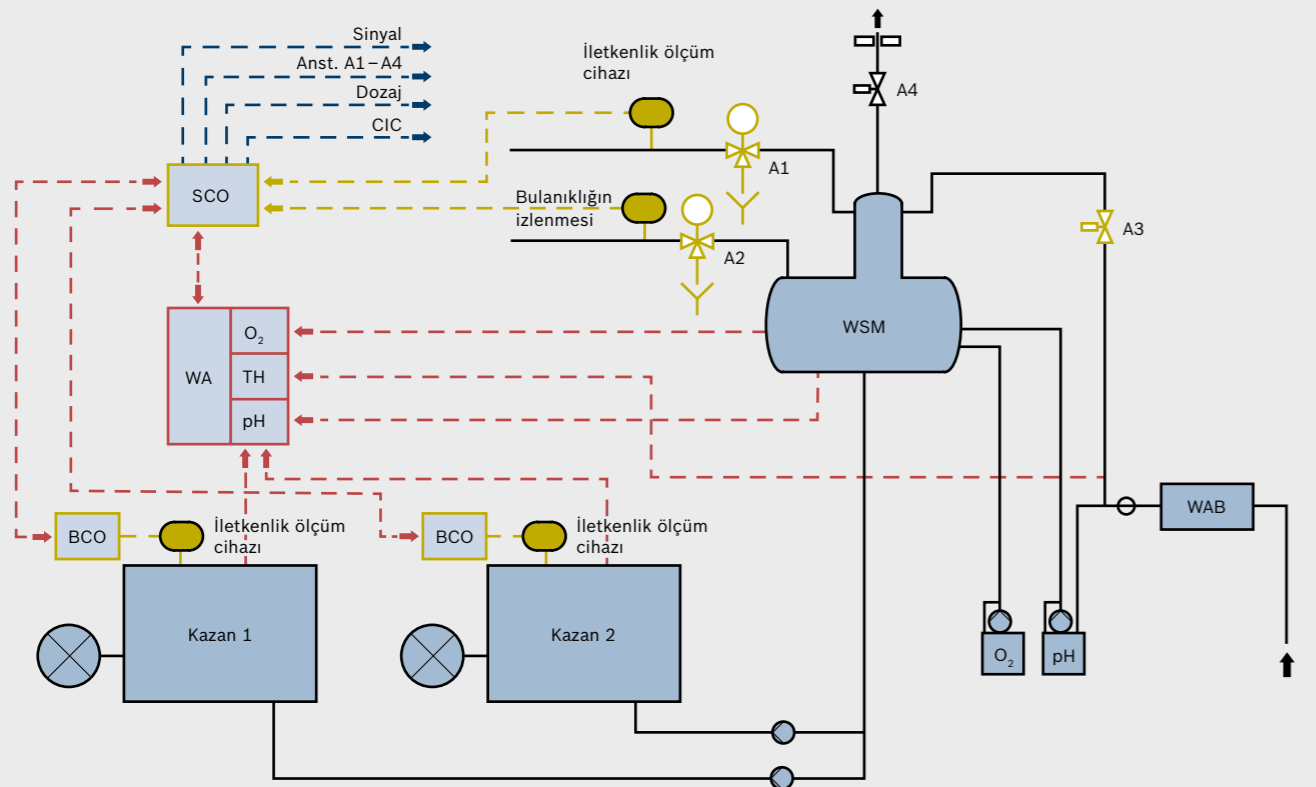 Sinyal
Anst. A1–A4
Dozaj
CIC
İletkenlik ölçüm
cihazı
A4
SCO
A1
Bulanıklığın
izlenmesi
A2
A3
WSM
WA
O₂
TH
pH
WAB
BCO
İletkenlik ölçüm
cihazı
BCO
İletkenlik ölçüm
cihazı
Kazan 1
Kazan 2
O₂
pH